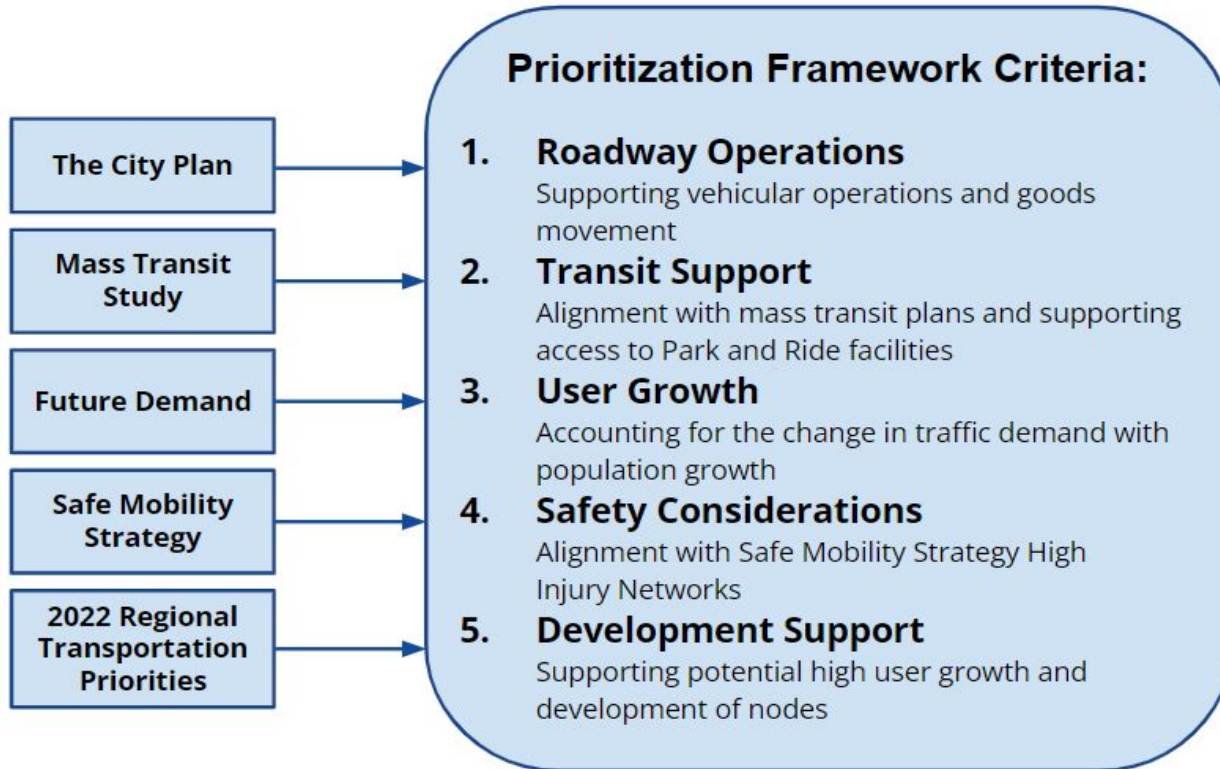 Prioritization Framework Criteria:
The City Plan
Mass Transit
Study
Future Demand
Safe Mobility
Strategy
2022 Regional
Transportation
Priorities
1. Roadway Operations
Supporting vehicular operations and goods
movement
2. Transit Support
Alignment with mass transit plans and supporting
access to Park and Ride facilities
3. User Growth
Accounting for the change in traffic demand with
population growth
4. Safety Considerations
Alignment with Safe Mobility Strategy High
Injury Networks
5. Development Support
Supporting potential high user growth and
development of nodes